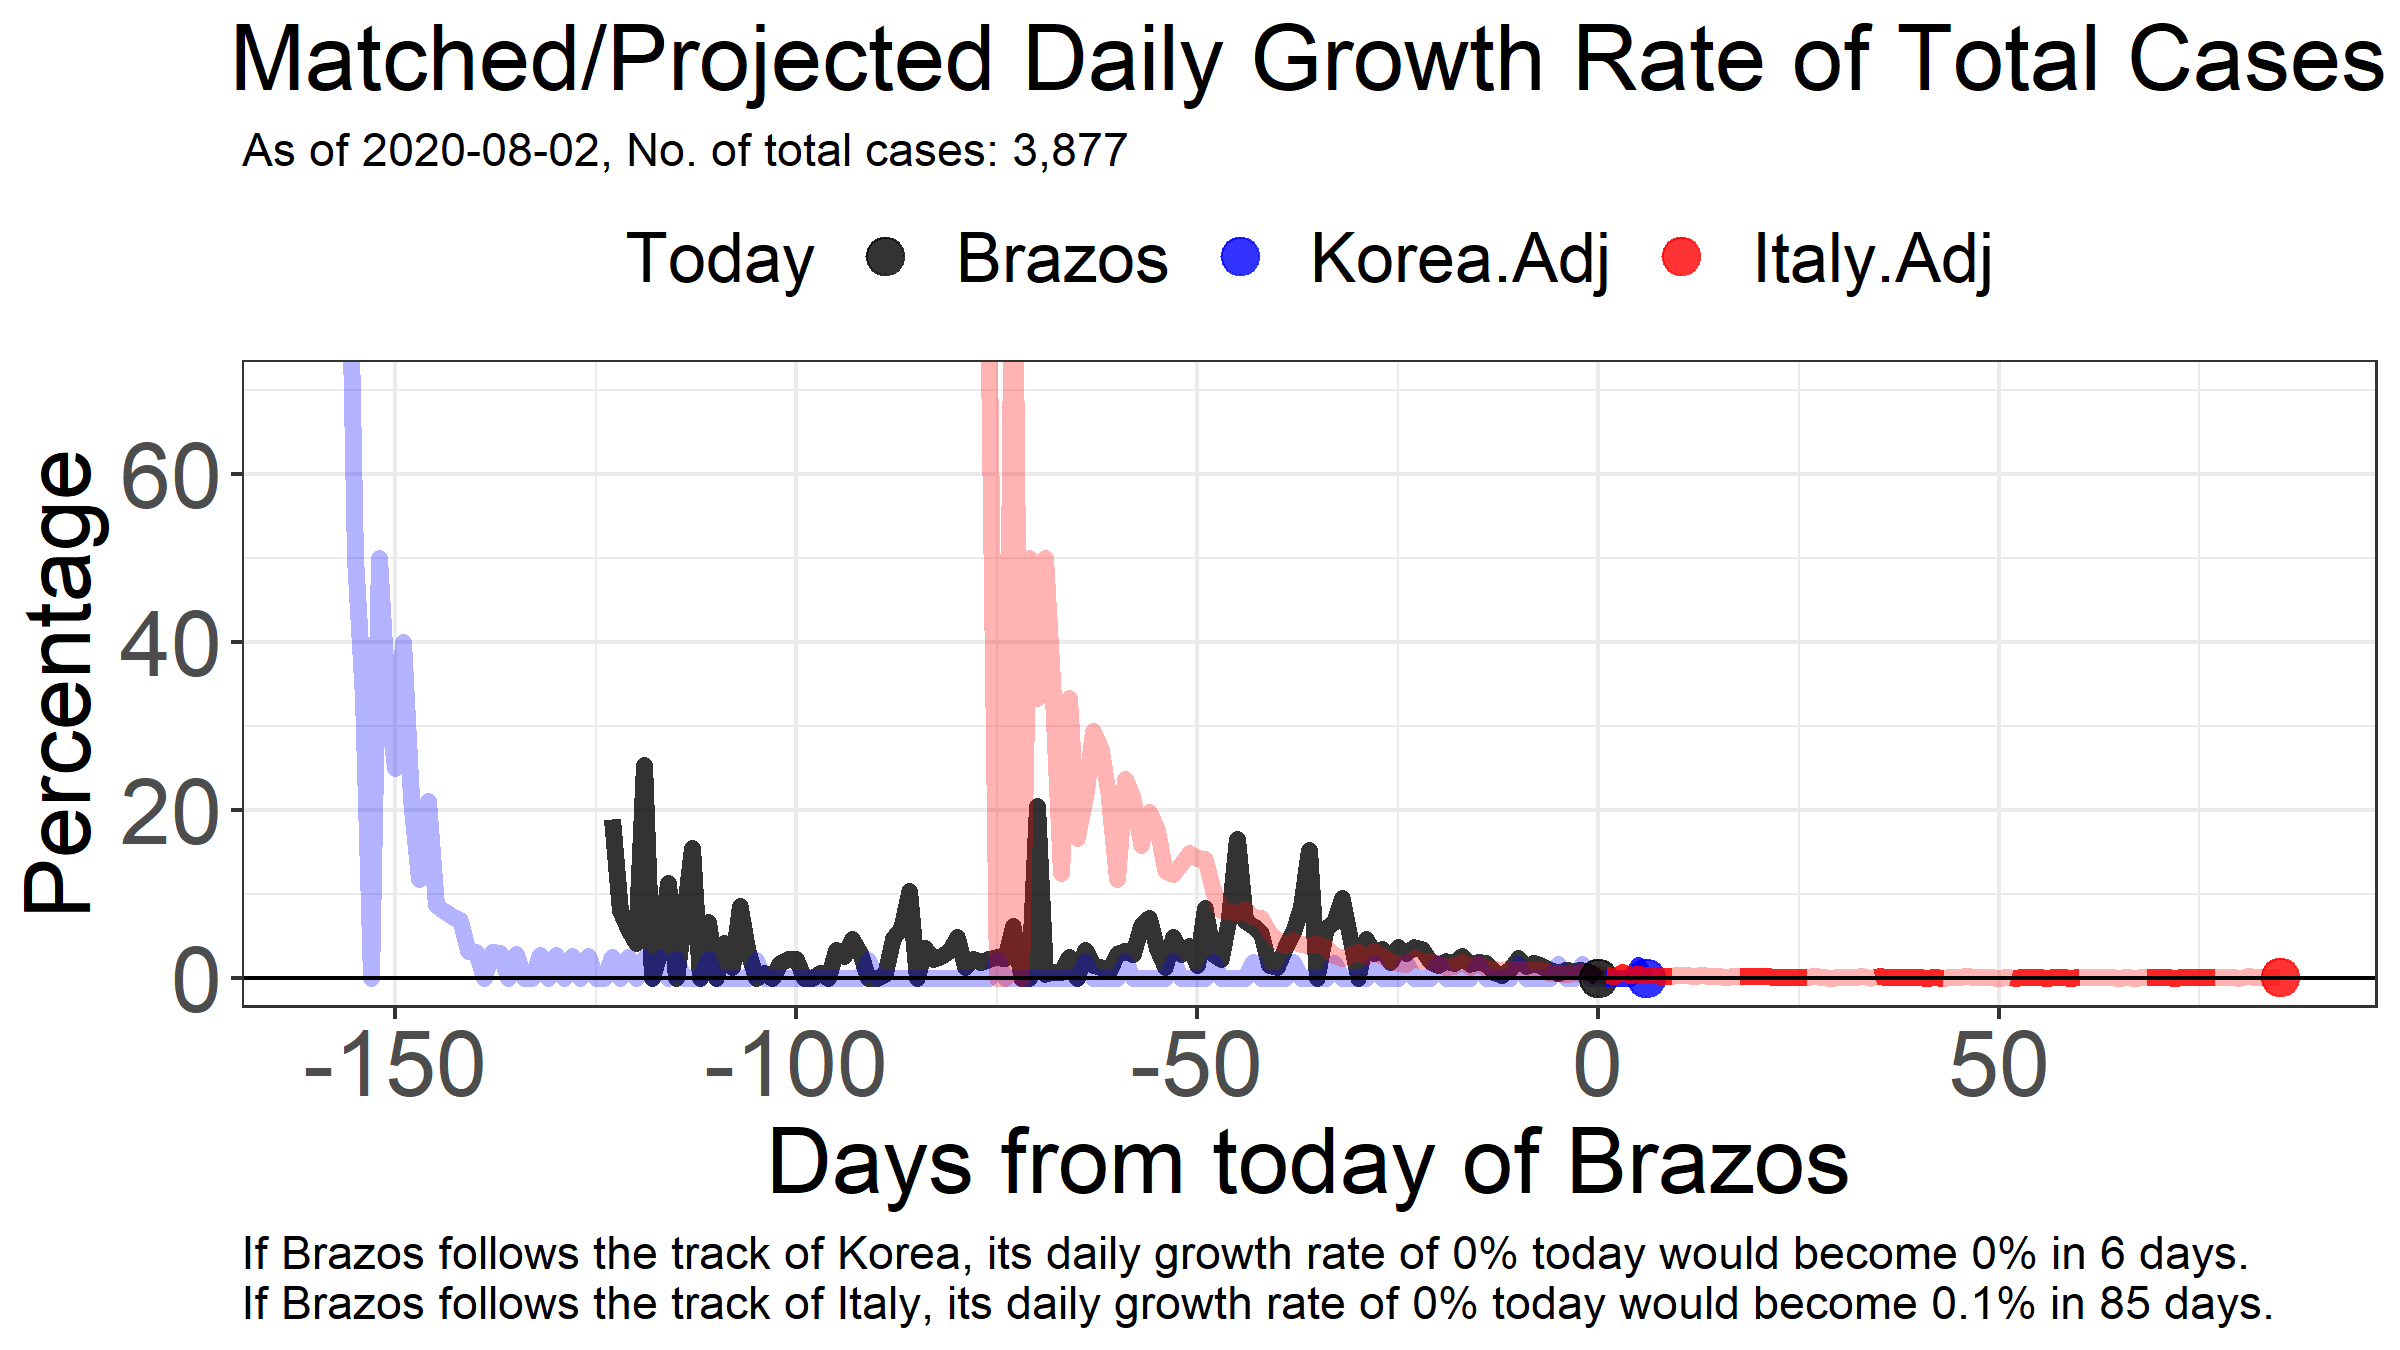 Matched/Projected Daily Growth Rate of Total Cases
As of 2020-08-02, No. of total cases: 3,877
Today Brazos Korea.Adj Italy.Adj
Percentage
60
40
20
0
-150 -100 -50 0 50
Days from today of Brazos
If Brazos follows the track of Korea, its daily growth rate of 0% today would become 0% in 6 days.
If Brazos follows the track of Italy, its daily growth rate of 0% today would become 0.1% in 85 days.